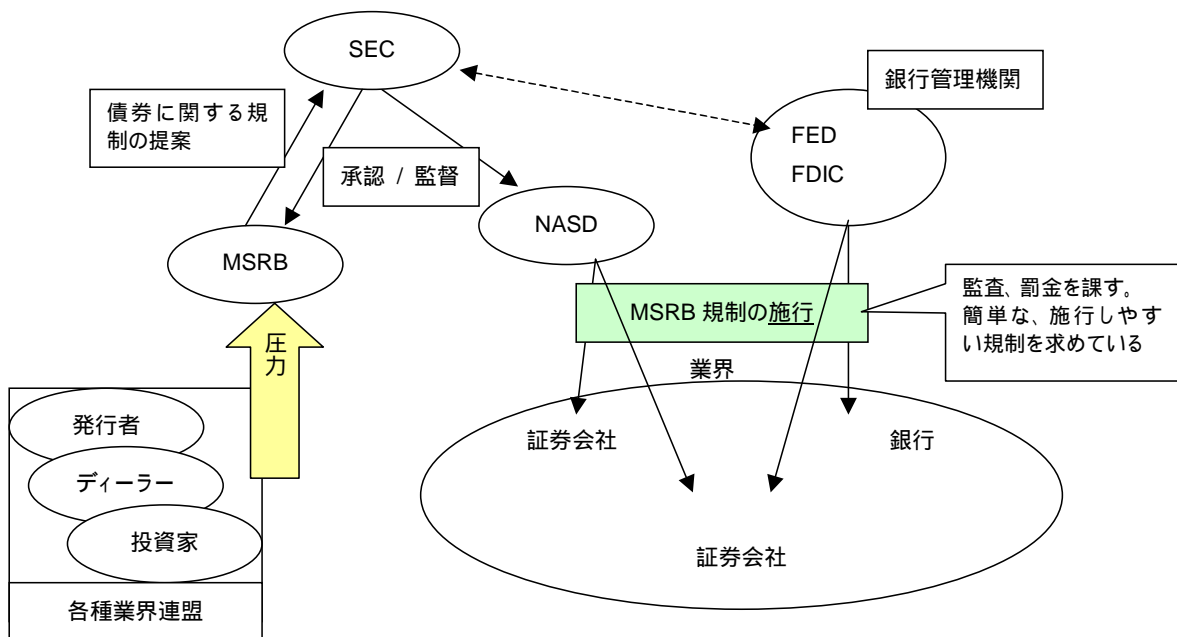 SEC
銀行管理機関
債券に関する規
制の提案
FED
FDIC
承認 / 監督
NASD
MSRB
監査、罰金を課す。
簡単な、施行しやす
い規制を求めている
MSRB 規制の施行
圧力
業界
発行者
証券会社
銀行
ディーラー
投資家
証券会社
各種業界連盟